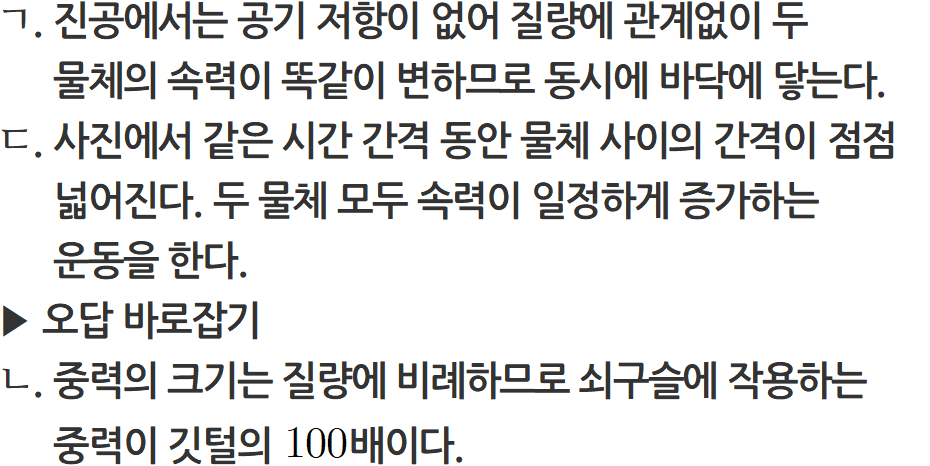 ㄱ. 진공에서는 공기 저항이 없어 질량에 관계없이 두
물체의 속력이 똑같이 변하므로 동시에 바닥에 닿는다.
ㄷ. 사진에서 같은 시간 간격 동안 물체 사이의 간격이 점점
넓어진다. 두 물체 모두 속력이 일정하게 증가하는
운동을 한다.
▶ 오답 바로잡기
ㄴ. 중력의 크기는 질량에 비례하므로 쇠구슬에 작용하는
중력이 깃털의 100배이다.